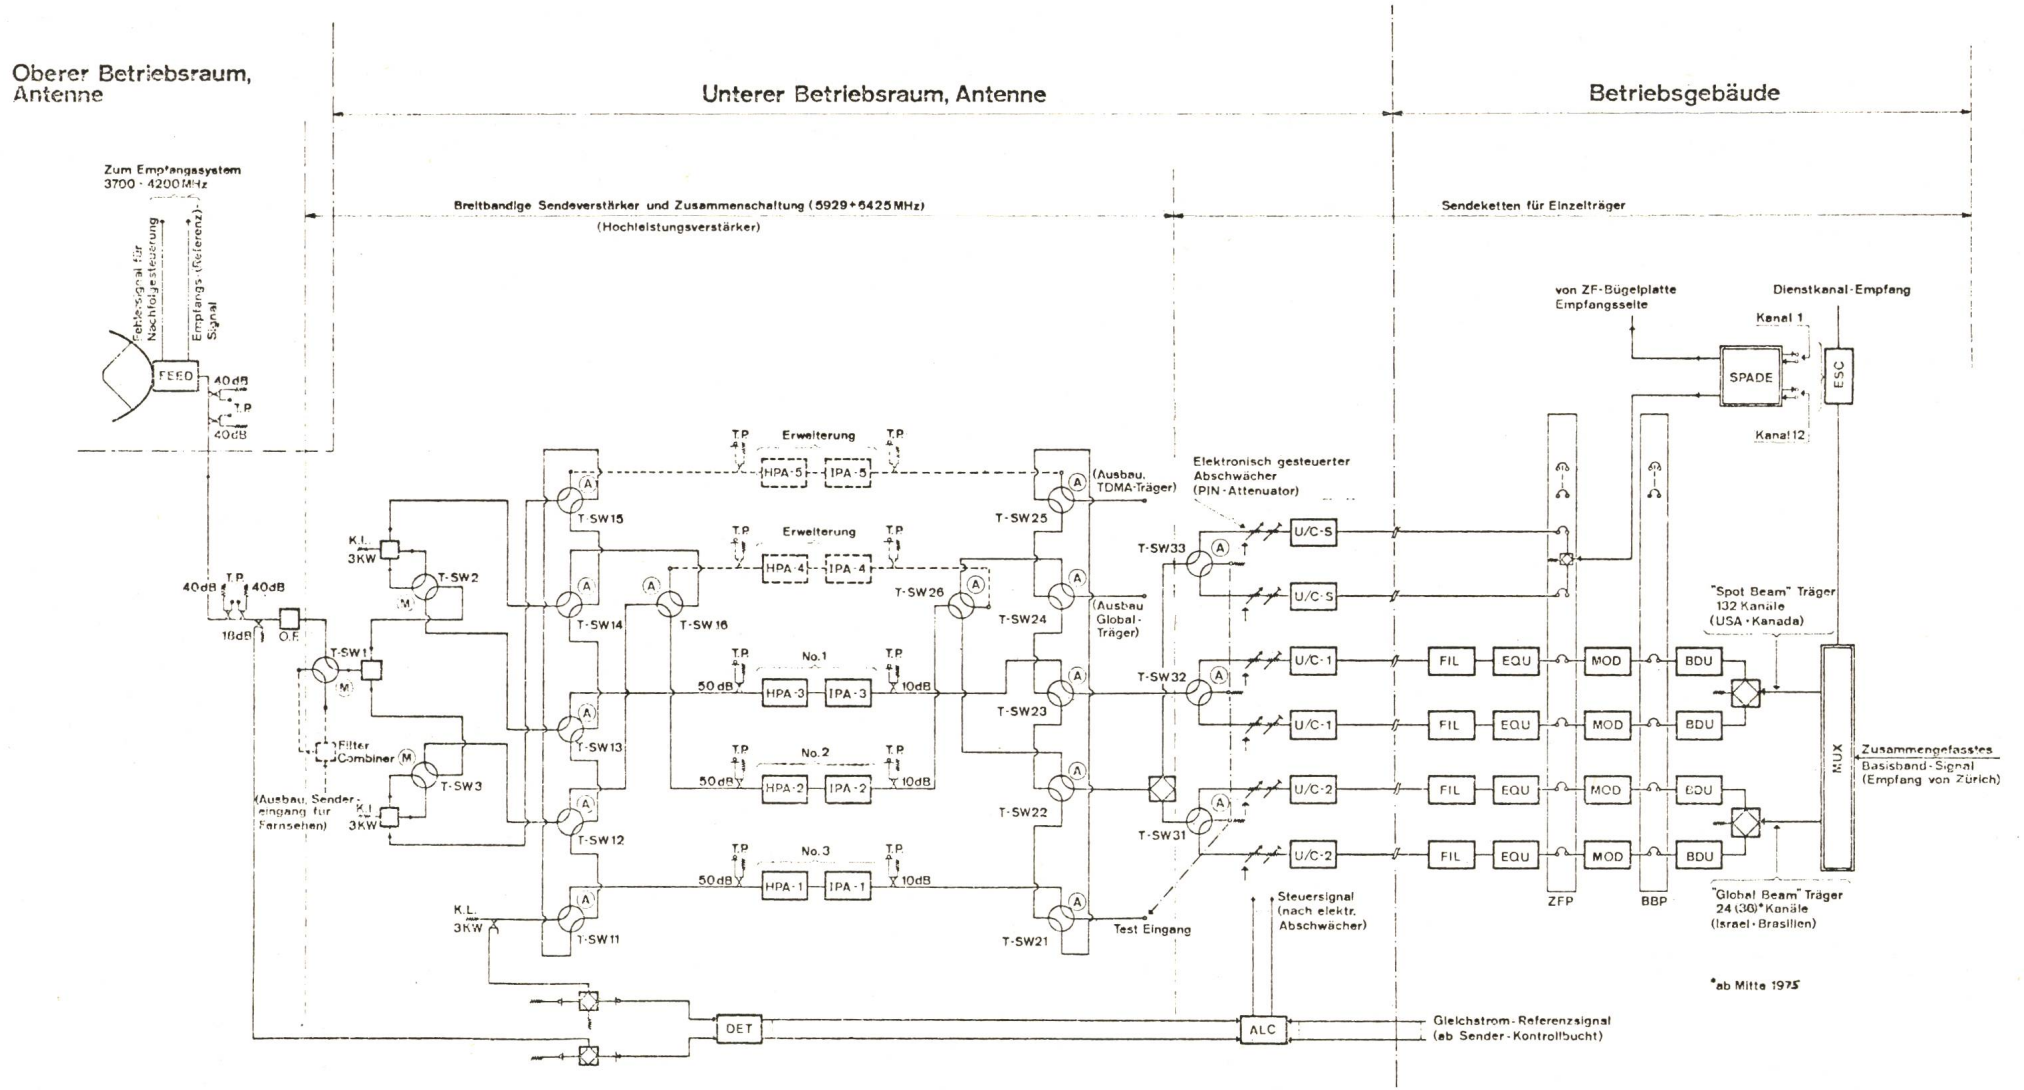 Oberer Betriebsraum,
Antenne
Unterer Betriebsraum, Antenne
Betriebsgebäude
Zum Empfangssystem
3700 - 4200 MHz
Breitbandige Sendeverstärker und Zusammenschaltung (5929÷6425 MHz)
(Hochleistungsverstärker)
Sendeketten für Einzelträger
Fehlersignal für
Nachfolgesteuerung
Empfangs-(Referenz)-
Signal
FEED
40dB
T.P.
40dB
von ZF-Bügelplatte
Empfangsseite
Dienstkanal-Empfang
Kanal 1
SPADE
ESC
Kanal 12
T.P.
Erweiterung
T.P.
HPA-5
IPA-5
A
T-SW15
A
T-SW25
(Ausbau,
TDMA-Träger)
Elektronisch gesteuerter
Abschwächer
(PIN-Attenuator)
U/C-S
T-SW33
A
U/C-S
T.P.
Erweiterung
T.P.
HPA-4
IPA-4
K.L.
3KW
T-SW2
M
A
T-SW14
A
T-SW16
T-SW26
A
A
T-SW24
(Ausbau
Global-
Träger)
40dB
T.P.
40dB
18dB
O.F.
T-SW1
M
"Spot Beam" Träger
132 Kanäle
(USA - Kanada)
T.P.
No.1
T.P.
50dB
HPA-3
IPA-3
10dB
A
T-SW13
A
T-SW23
T-SW32
A
U/C-1
FIL
EQU
MOD
BDU
U/C-1
FIL
EQU
MOD
BDU
MUX
Zusammengefasstes
Basisband-Signal
(Empfang von Zürich)
Filter
Combiner
M
T-SW3
(Ausbau, Sender-
eingang für
Fernsehen)
K.L.
3KW
T.P.
No.2
T.P.
50dB
HPA-2
IPA-2
10dB
A
T-SW12
A
T-SW22
A
T-SW31
U/C-2
FIL
EQU
MOD
BDU
U/C-2
FIL
EQU
MOD
BDU
T.P.
No.3
T.P.
50dB
HPA-1
IPA-1
10dB
K.L.
3KW
A
T-SW11
A
T-SW21
Test Eingang
Steuersignal
(nach elektr.
Abschwächer)
ZFP
BBP
"Global Beam" Träger
24 (36)* Kanäle
(Israel - Brasilien)
*ab Mitte 1975
DET
ALC
Gleichstrom-Referenzsignal
(ab Sender-Kontrollbucht)